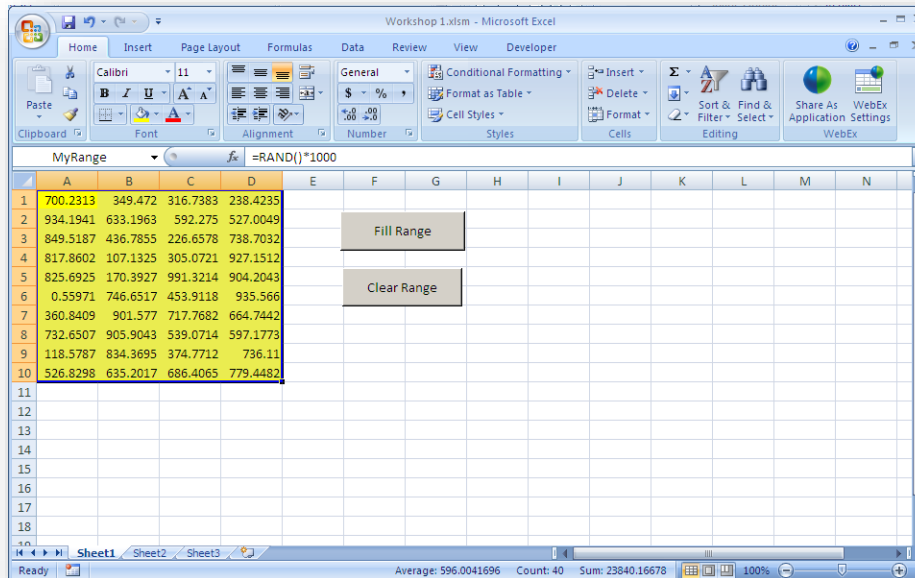 Workshop 1.xlsm - Microsoft Excel
Home Insert Page Layout Formulas Data Review View Developer
Calibri 11 General Conditional Formatting Insert Σ
Paste B I U A A $ % , Format as Table Delete Sort & Filter Find & Select Share As Application WebEx Settings
A .00 .0 Cell Styles Format
Clipboard Font Alignment Number Styles Cells Editing WebEx
MyRange fx =RAND()*1000
A B C D E F G H I J K L M N
1 700.2313 349.472 316.7383 238.4235
2 934.1941 633.1963 592.275 527.0049
Fill Range
3 849.5187 436.7855 226.6578 738.7032
4 817.8602 107.1325 305.0721 927.1512
5 825.6925 170.3927 991.3214 904.2043
Clear Range
6 0.55971 746.6517 453.9118 935.566
7 360.8409 901.577 717.7682 664.7442
8 732.6507 905.9043 539.0714 597.1773
9 118.5787 834.3695 374.7712 736.11
10 526.8298 635.2017 686.4065 779.4482
11
12
13
14
15
16
17
18
Sheet1 Sheet2 Sheet3
Ready Average: 596.0041696 Count: 40 Sum: 23840.16678 100%